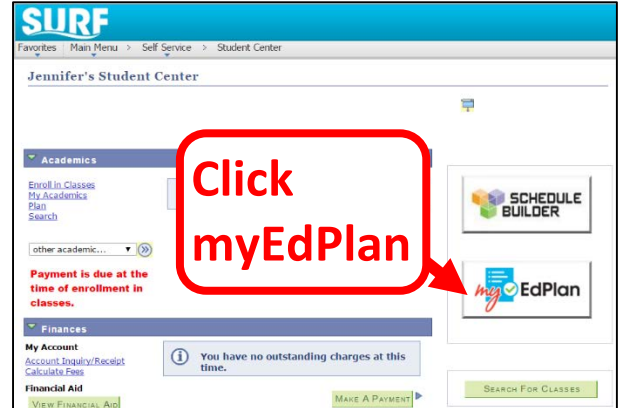 SURF
Favorites Main Menu > Self Service > Student Center
Jennifer's Student Center
Academics
Enroll in Classes
My Academics
Plan
Search
other academic...
Payment is due at the
time of enrollment in
classes.
Click
myEdPlan
SCHEDULE
BUILDER
my EdPlan
Finances
My Account
Account Inquiry/Receipt
Calculate Fees
You have no outstanding charges at this
time.
Financial Aid
VIEW FINANCIAL AID
MAKE A PAYMENT
SEARCH FOR CLASSES